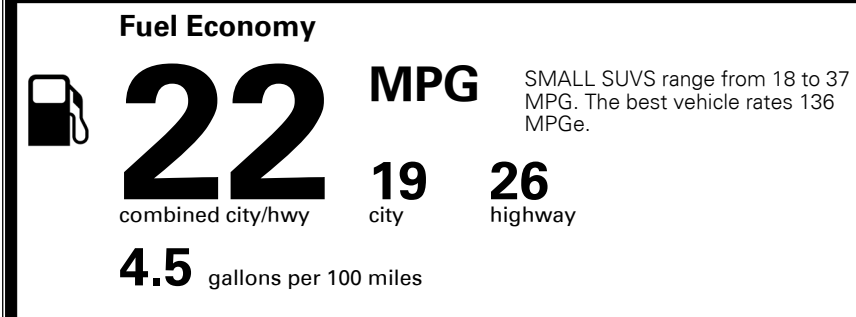 Fuel Economy
22 MPG
SMALL SUVS range from 18 to 37
MPG. The best vehicle rates 136
MPGe.
combined city/hwy
19
city
26
highway
4.5 gallons per 100 miles